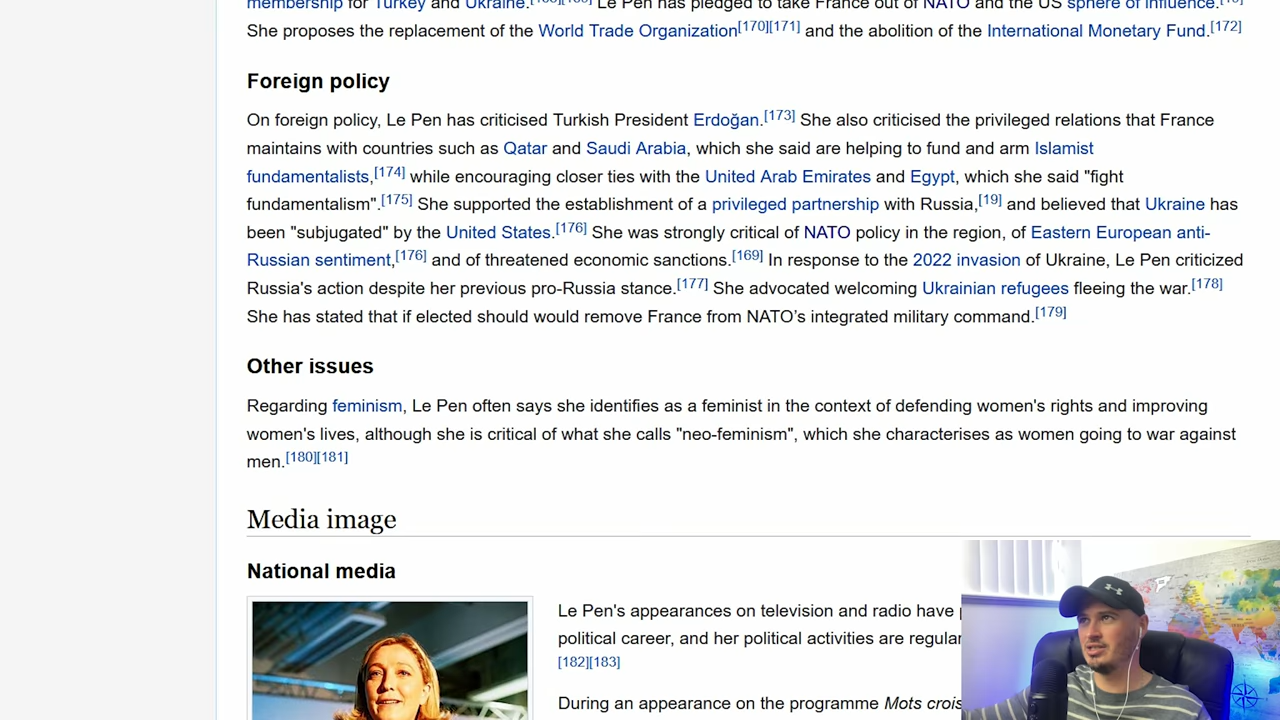 membership for Turkey and Ukraine. Le Pen has pledged to take France out of NATO and the US sphere of influence.
She proposes the replacement of the World Trade Organization[170][171] and the abolition of the International Monetary Fund.[172]
Foreign policy
On foreign policy, Le Pen has criticised Turkish President Erdoğan.[173] She also criticised the privileged relations that France
maintains with countries such as Qatar and Saudi Arabia, which she said are helping to fund and arm Islamist
fundamentalists,[174] while encouraging closer ties with the United Arab Emirates and Egypt, which she said "fight
fundamentalism".[175] She supported the establishment of a privileged partnership with Russia,[19] and believed that Ukraine has
been "subjugated" by the United States.[176] She was strongly critical of NATO policy in the region, of Eastern European anti-
Russian sentiment,[176] and of threatened economic sanctions.[169] In response to the 2022 invasion of Ukraine, Le Pen criticized
Russia's action despite her previous pro-Russia stance.[177] She advocated welcoming Ukrainian refugees fleeing the war.[178]
She has stated that if elected should would remove France from NATO's integrated military command.[179]
Other issues
Regarding feminism, Le Pen often says she identifies as a feminist in the context of defending women's rights and improving
women's lives, although she is critical of what she calls "neo-feminism", which she characterises as women going to war against
men.[180][181]
Media image
National media
Le Pen's appearances on television and radio have
political career, and her political activities are
[182][183]
During an appearance on the programme Mots